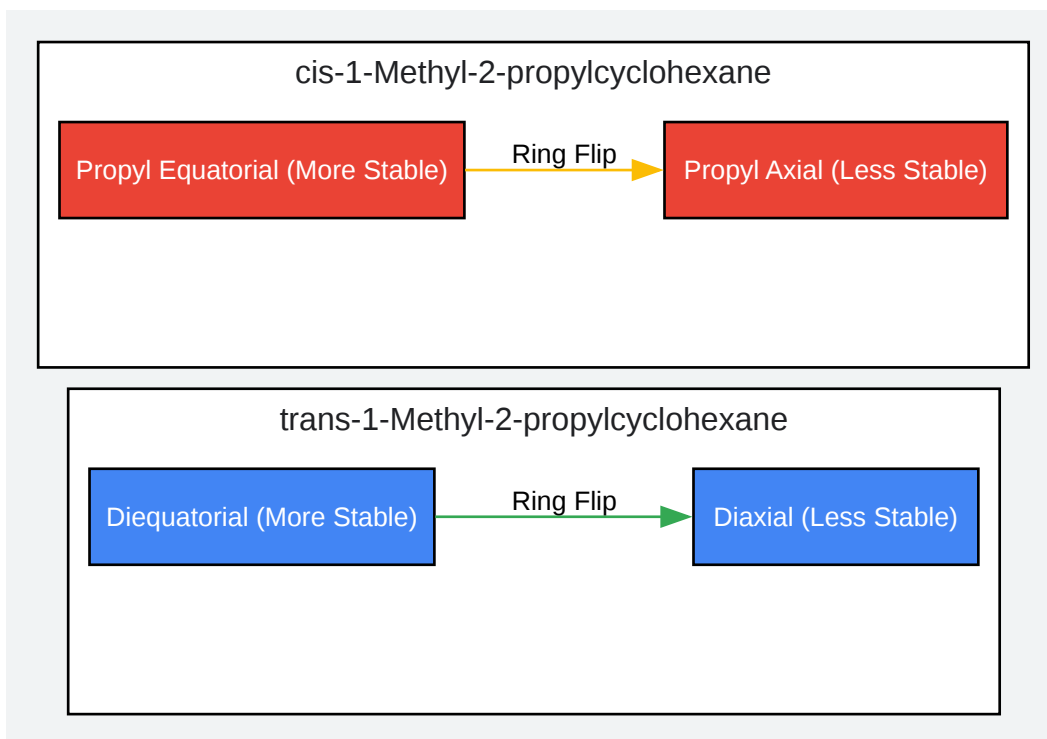 cis-1-Methyl-2-propylcyclohexane
Propyl Equatorial (More Stable)
Ring Flip
Propyl Axial (Less Stable)
trans-1-Methyl-2-propylcyclohexane
Diequatorial (More Stable)
Ring Flip
Diaxial (Less Stable)